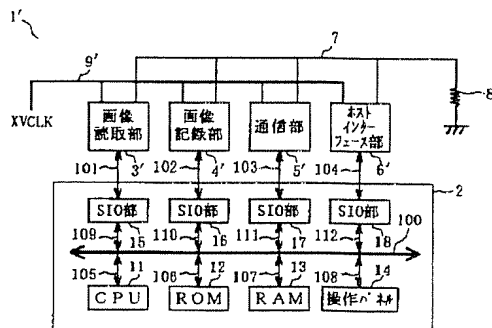 1'
7
9'
8
XVCLK
画像
読取部
画像
記録部
通信部
ホスト
インター
フェース部
101
3'
102
4'
103
5'
104
6'
2
SIO部
SIO部
SIO部
SIO部
109
15
110
16
111
17
112
18
100
105
11
106
12
107
13
108
14
CPU
ROM
RAM
操作パネル